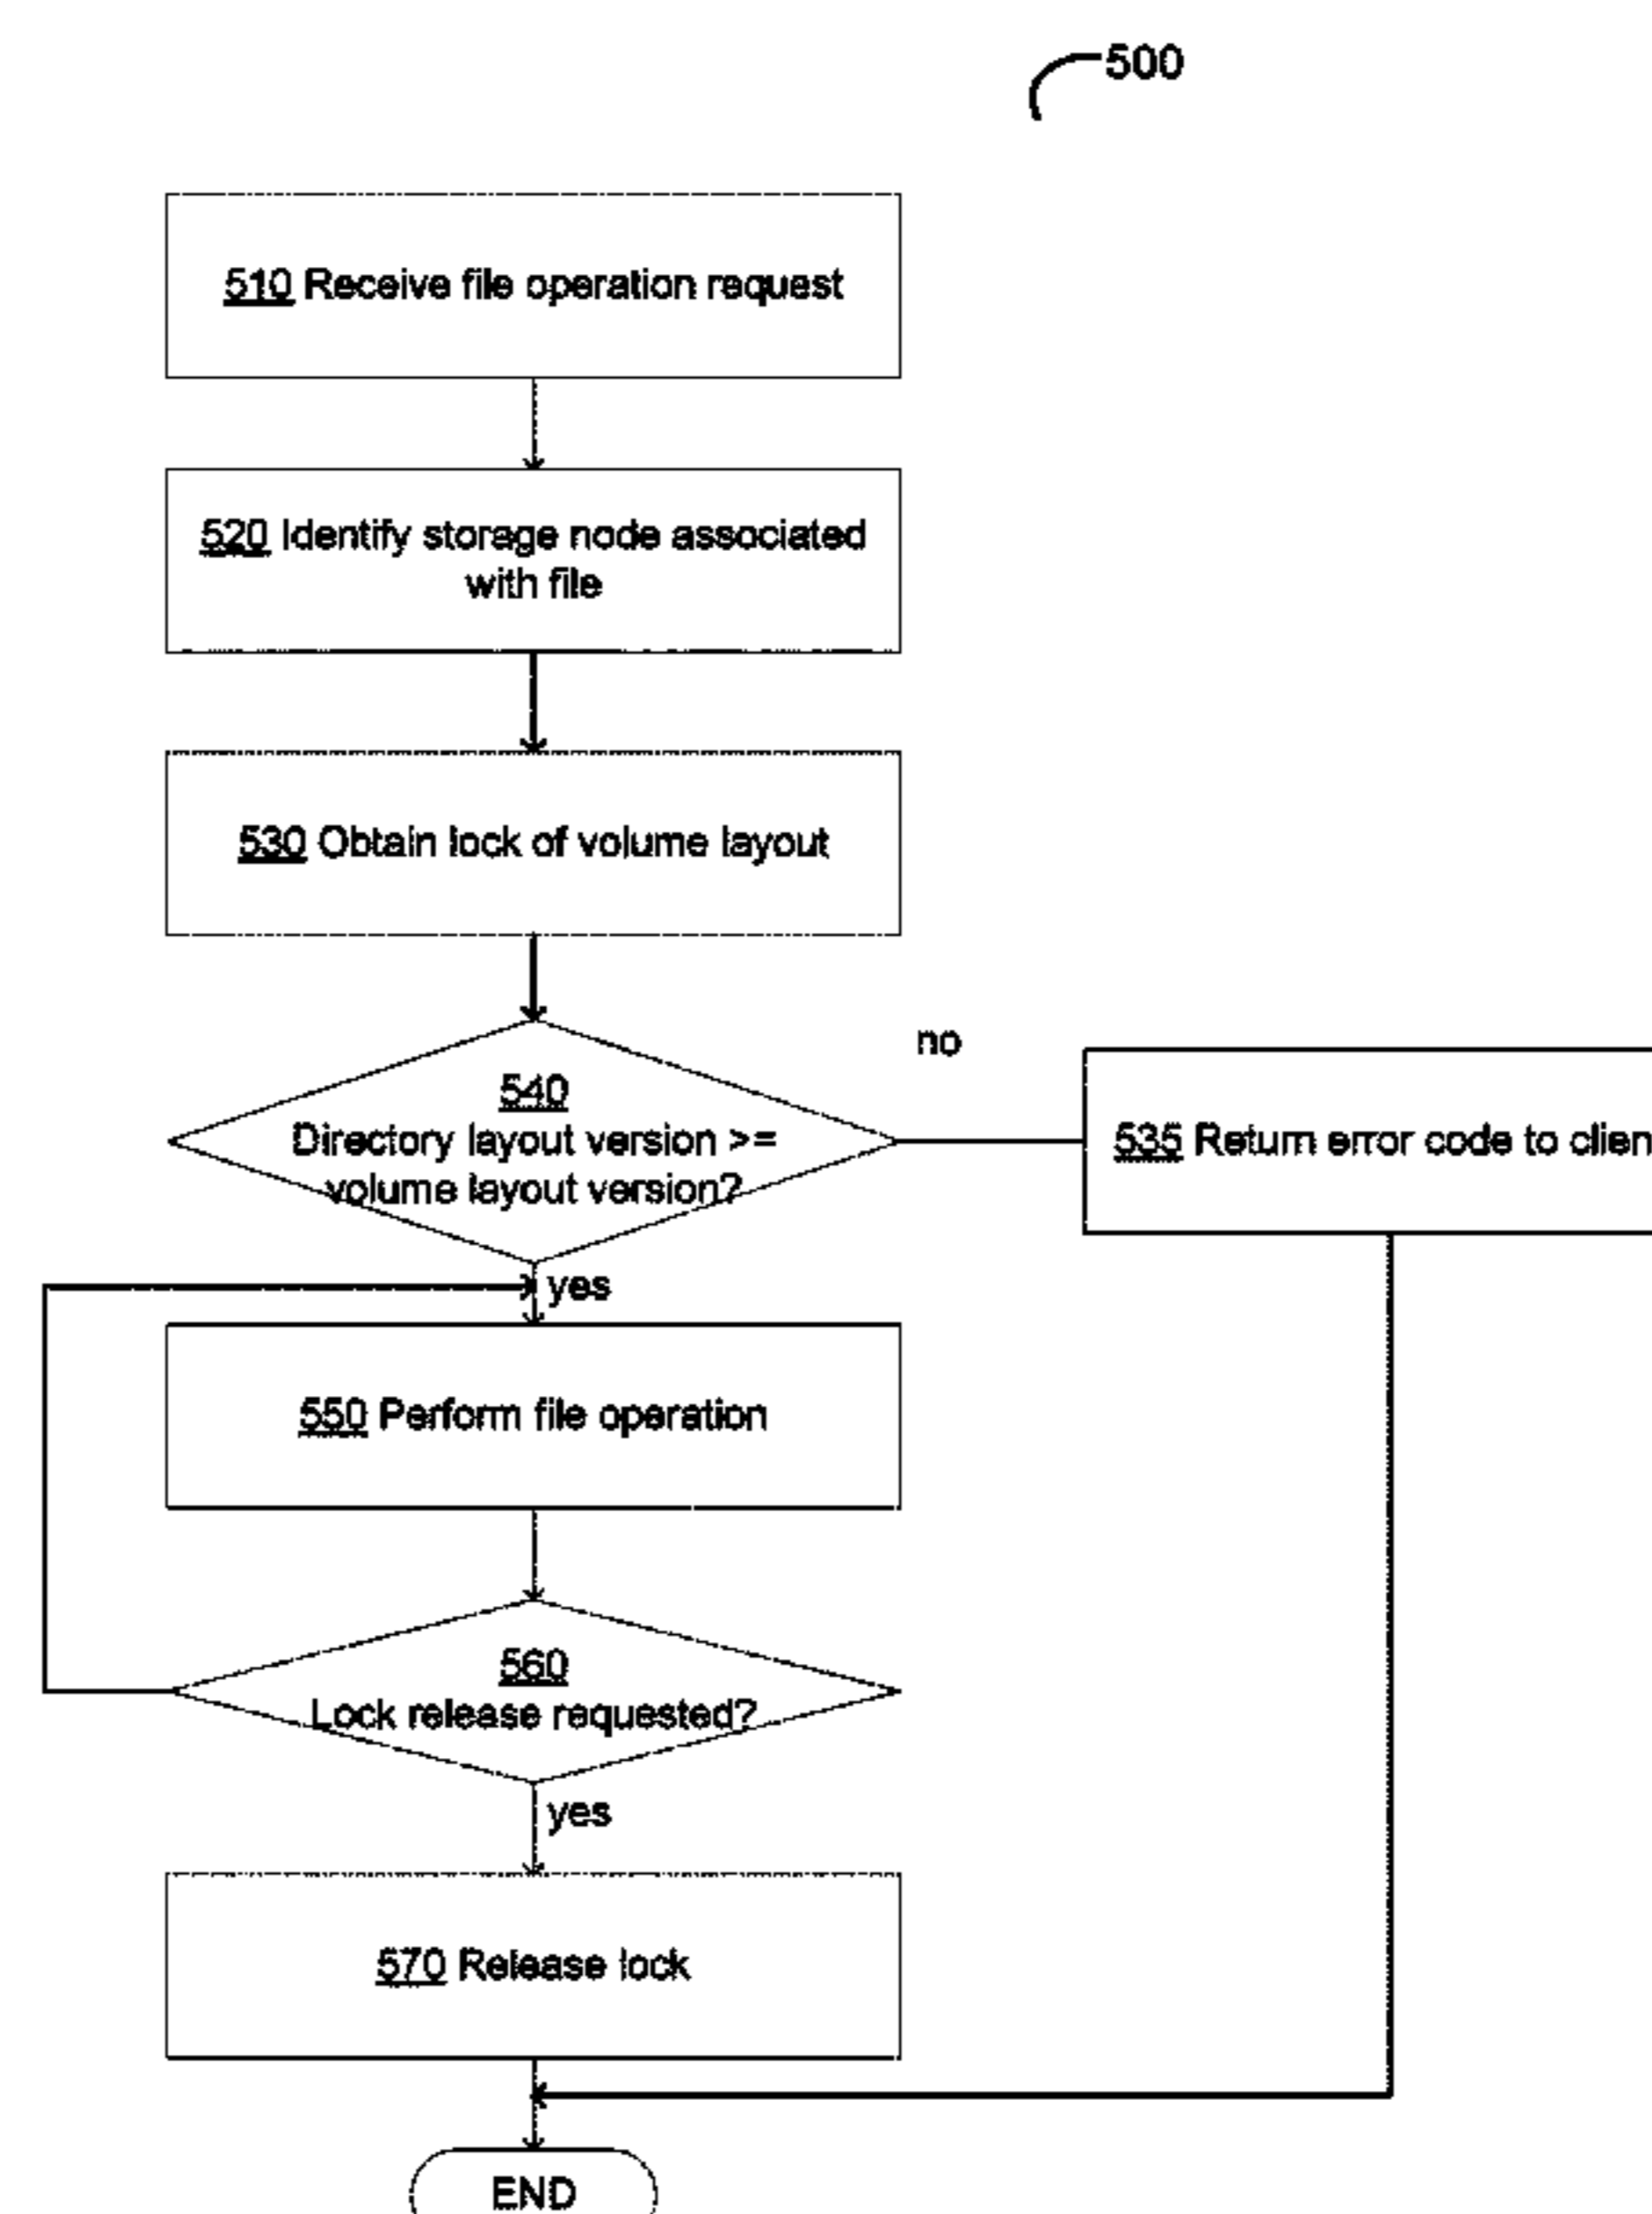 500
510 Receive file operation request
520 Identify storage node associated
with file
530 Obtain lock of volume layout
no
540
Directory layout version >=
volume layout version?
535 Return error code to clien
yes
550 Perform file operation
560
Lock release requested?
yes
570 Release lock
END